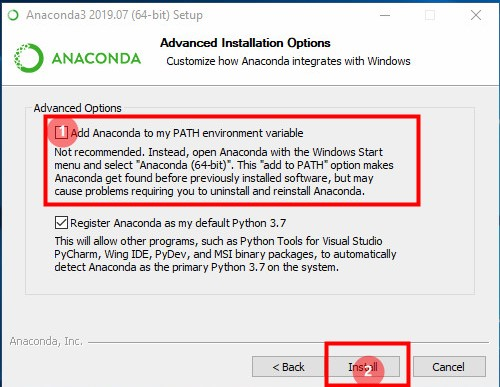 Anaconda3 2019.07 (64-bit) Setup
ANACONDA
Advanced Installation Options
Customize how Anaconda integrates with Windows
Advanced Options
1
Add Anaconda to my PATH environment variable
Not recommended. Instead, open Anaconda with the Windows Start
menu and select "Anaconda (64-bit)". This "add to PATH" option makes
Anaconda get found before previously installed software, but may
cause problems requiring you to uninstall and reinstall Anaconda.
Register Anaconda as my default Python 3.7
This will allow other programs, such as Python Tools for Visual Studio
PyCharm, Wing IDE, PyDev, and MSI binary packages, to automatically
detect Anaconda as the primary Python 3.7 on the system.
Anaconda, Inc.
< Back
Install
2
Cancel